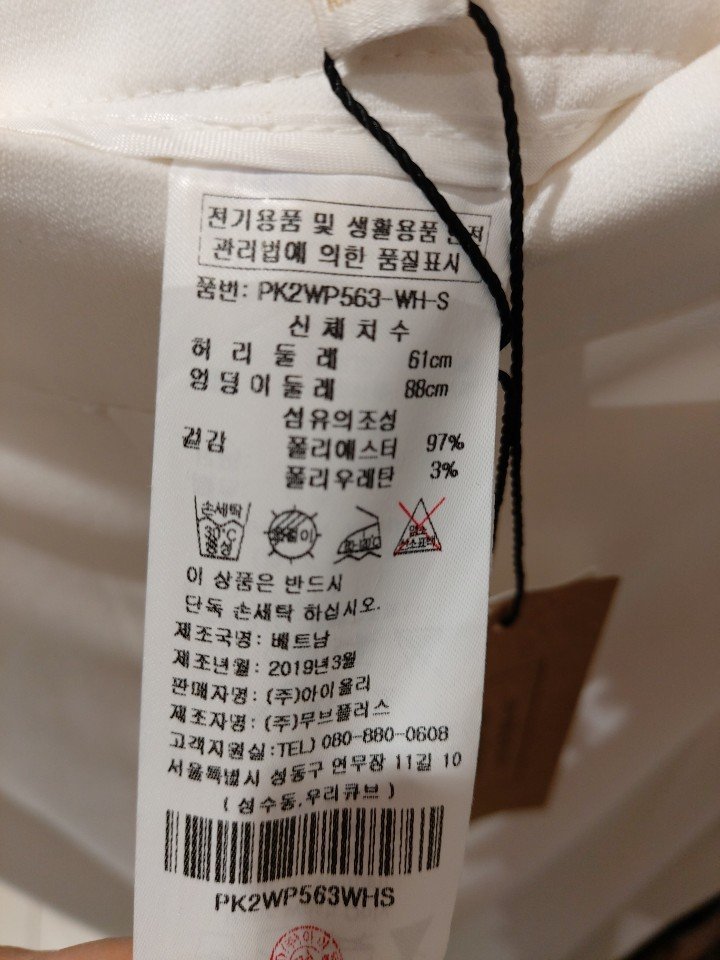 전기용품 및 생활용품 안전
관리법에 의한 품질표시
품번: PK2WP563-WH-S
신체치수
허리둘레 61cm
엉덩이둘레 88cm
섬유의조성
겉감 폴리에스터 97%
폴리우레탄 3%
손세탁
30°C
중성
이 상품은 반드시
단독 손세탁 하십시오.
제조국명: 베트남
제조년월: 2019년3월
판매자명: (주)아이올리
제조자명: (주)무브플러스
고객지원실:TEL) 080-880-0608
서울특별시 성동구 연무장 11길 10
(성수동,우리큐브)
PK2WP563WHS